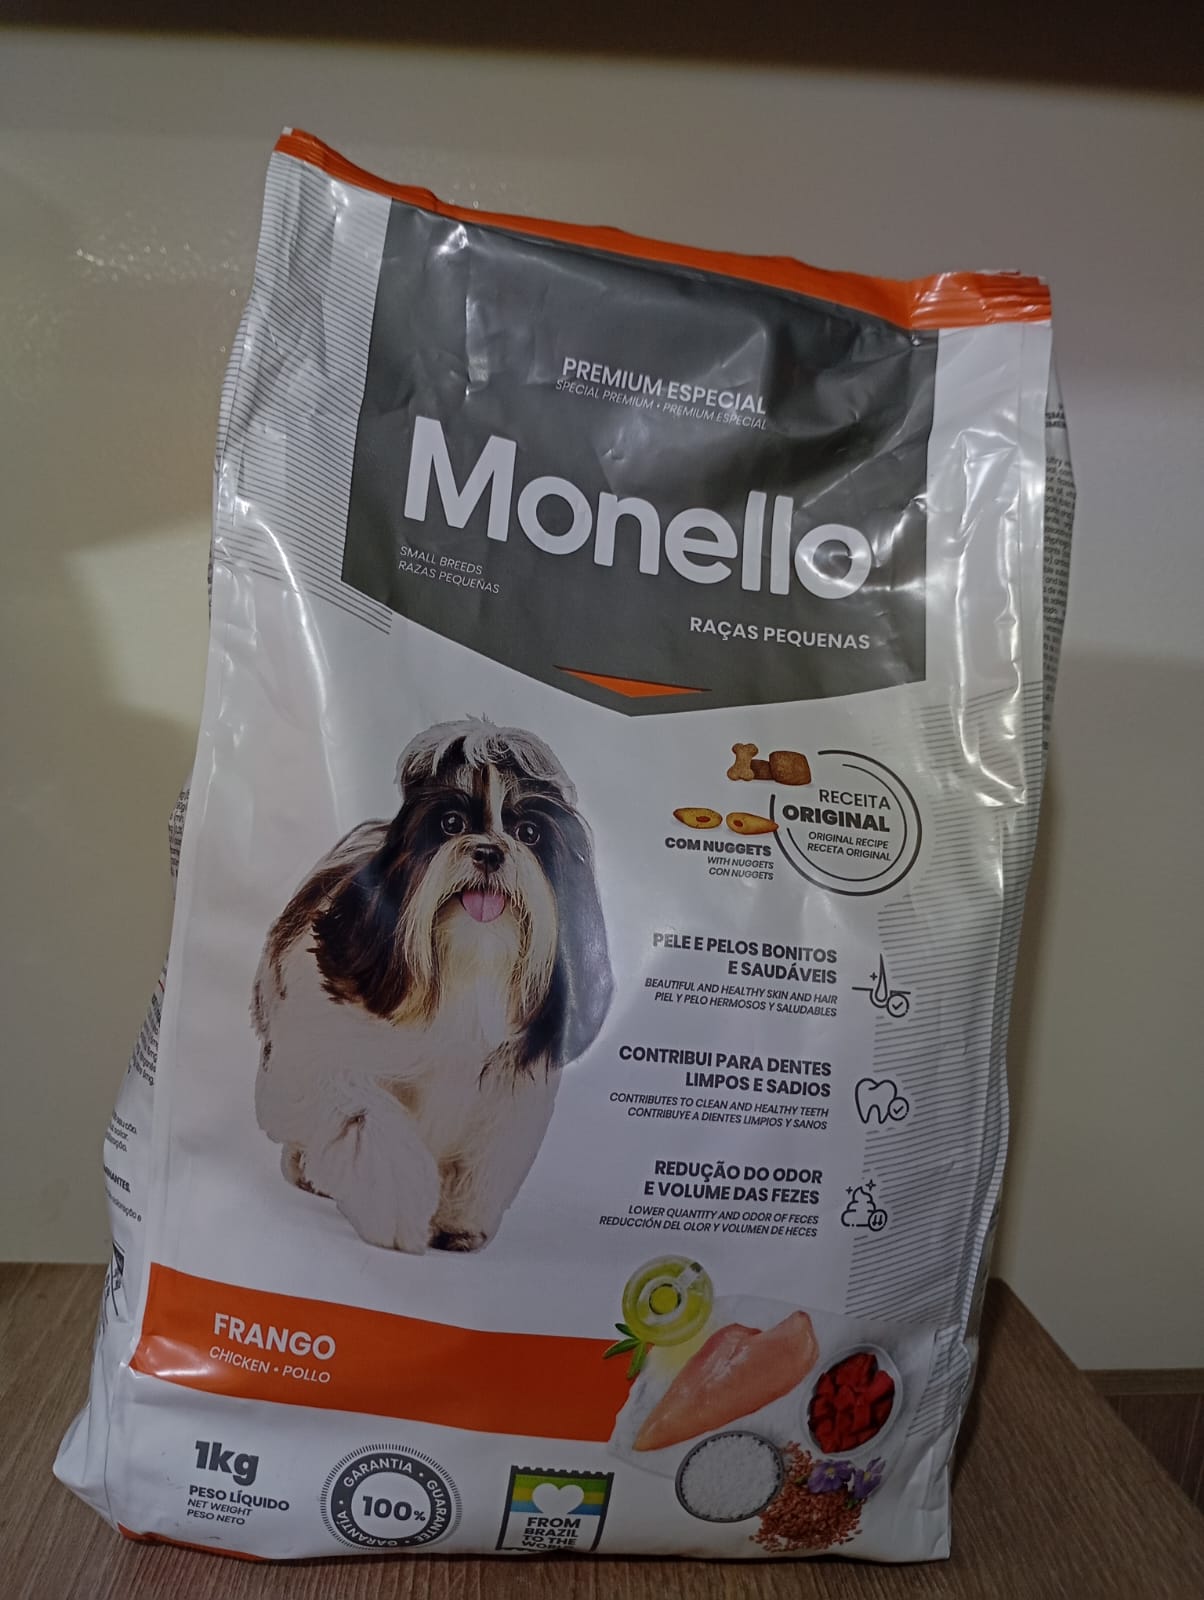 PREMIUM ESPECIAL
SPECIAL PREMIUM • PREMIUM ESPECIAL
Monello
SMALL BREEDS
RAZAS PEQUEÑAS
RAÇAS PEQUENAS
RECEITA
ORIGINAL
ORIGINAL RECIPE
RECETA ORIGINAL
COM NUGGETS
WITH NUGGETS
CON NUGGETS
PELE E PELOS BONITOS
E SAUDÁVEIS
BEAUTIFUL AND HEALTHY SKIN AND HAIR
PIEL Y PELO HERMOSOS Y SALUDABLES
CONTRIBUI PARA DENTES
LIMPOS E SADIOS
CONTRIBUTES TO CLEAN AND HEALTHY TEETH
CONTRIBUYE A DIENTES LIMPIOS Y SANOS
REDUÇÃO DO ODOR
E VOLUME DAS FEZES
LOWER QUANTITY AND ODOR OF FECES
REDUCCIÓN DEL OLOR Y VOLUMEN DE HECES
FRANGO
CHICKEN • POLLO
1kg
PESO LÍQUIDO
NET WEIGHT
PESO NETO
GARANTIA • GUARANTEE • GARANTÍA •
100%
FROM
BRAZIL
TO THE
WORLD